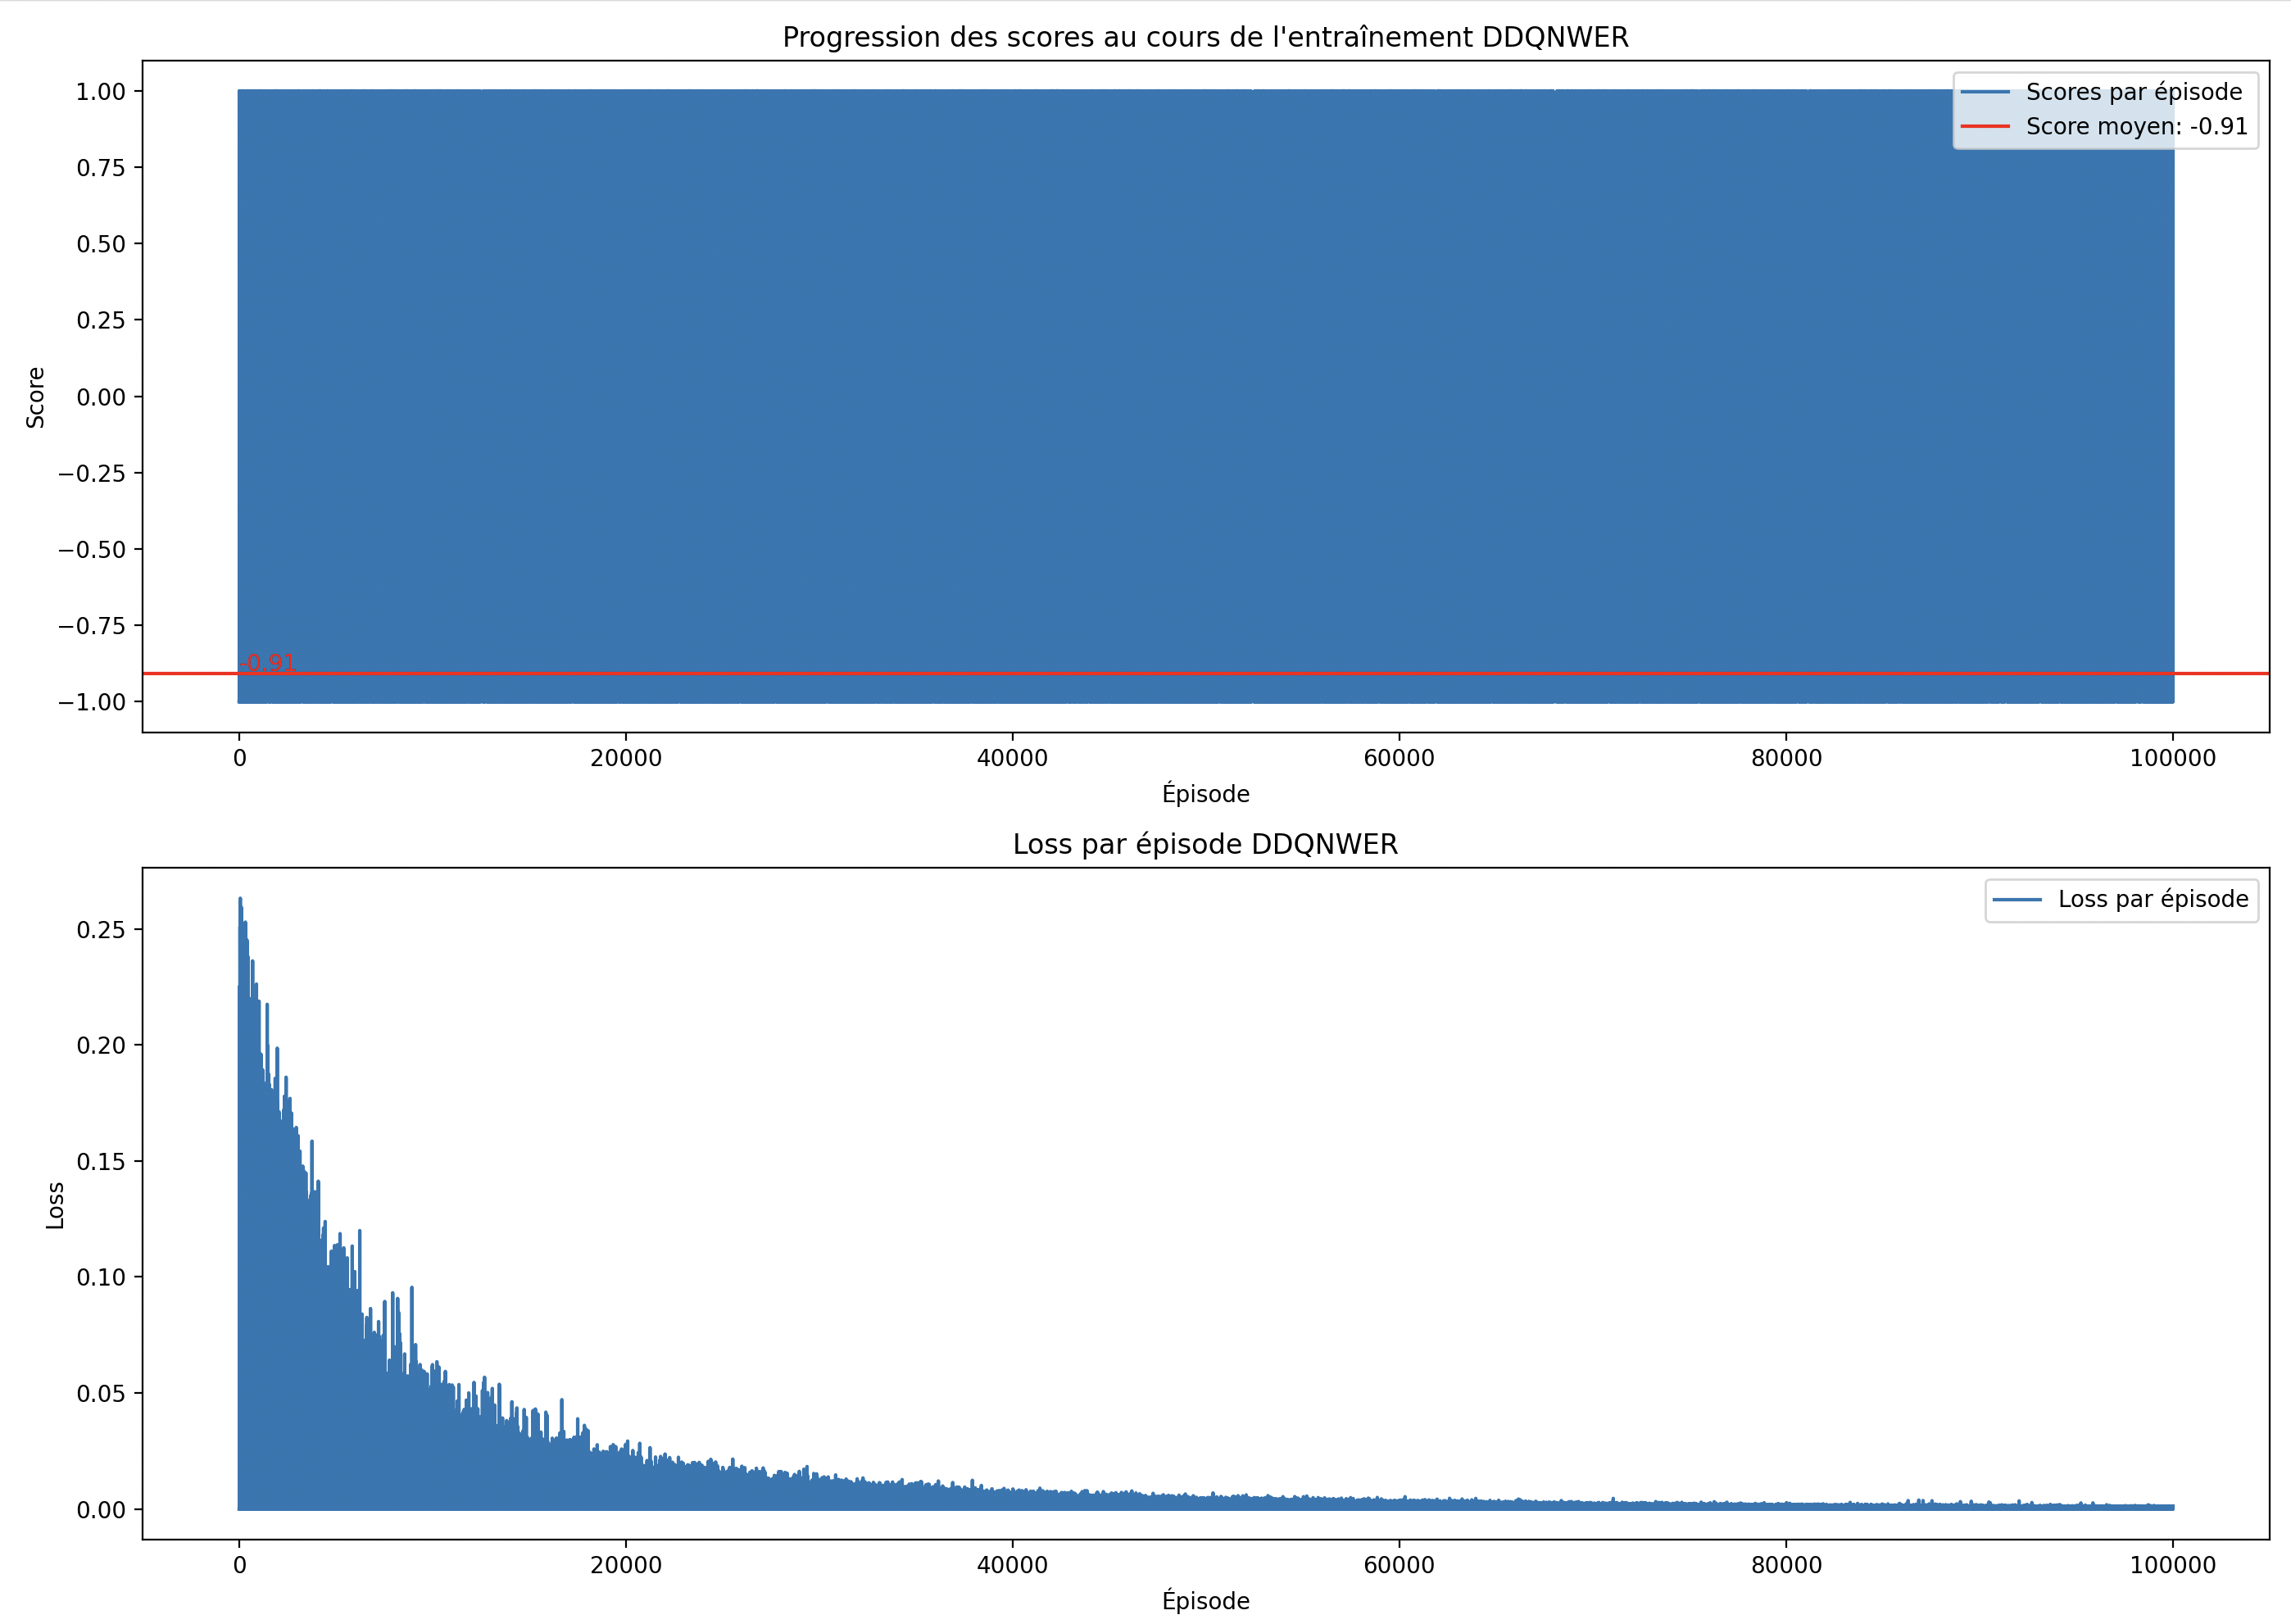 Progression des scores au cours de l'entraînement DDQNWER
Scores par épisode
Score moyen: -0.91
1.00
0.75
0.50
0.25
0.00
−0.25
−0.50
−0.75
−1.00
Score
-0.91
0 20000 40000 60000 80000 100000
Épisode
Loss par épisode DDQNWER
Loss par épisode
0.25
0.20
0.15
0.10
0.05
0.00
Loss
0 20000 40000 60000 80000 100000
Épisode